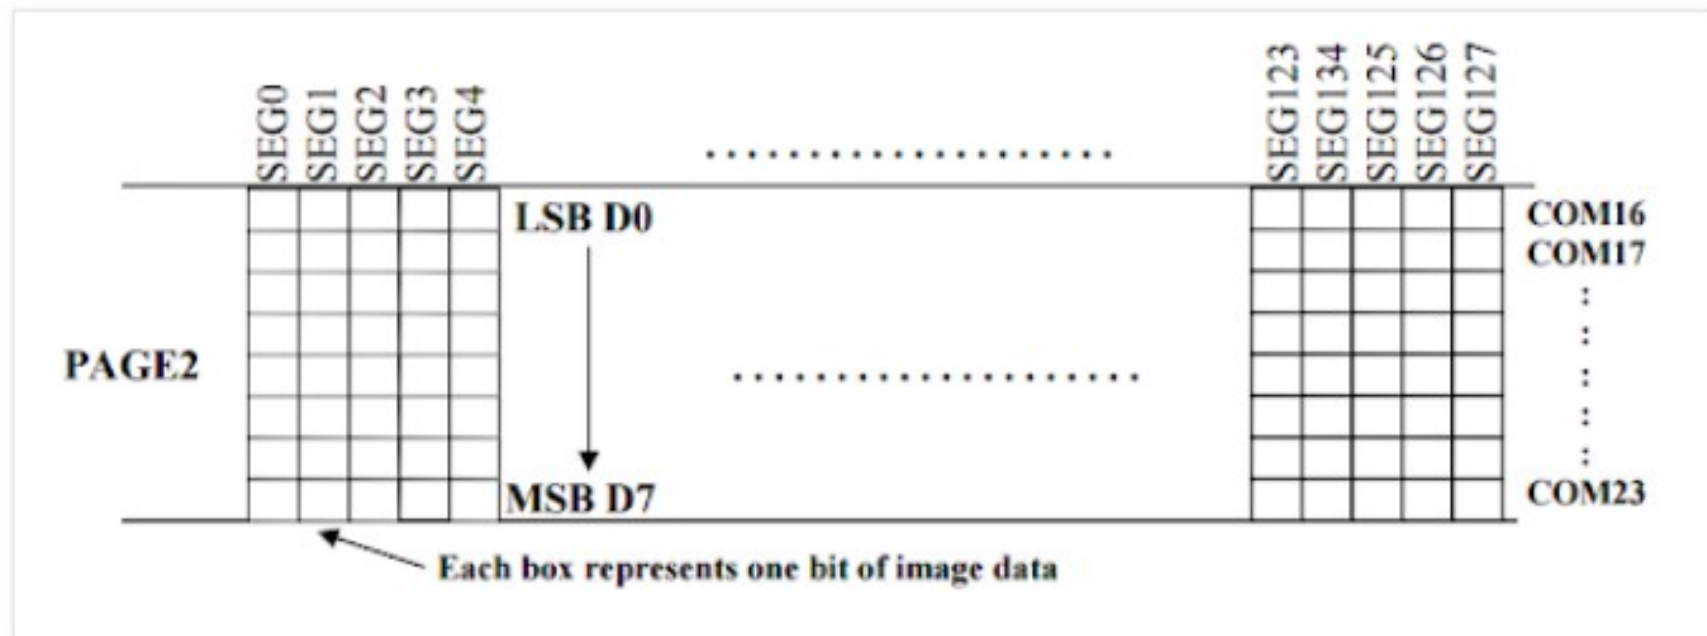 SEG0 SEG1 SEG2 SEG3 SEG4 SEG123 SEG134 SEG125 SEG126 SEG127
LSB D0 COM16
COM17
PAGE2
MSB D7 COM23
Each box represents one bit of image data